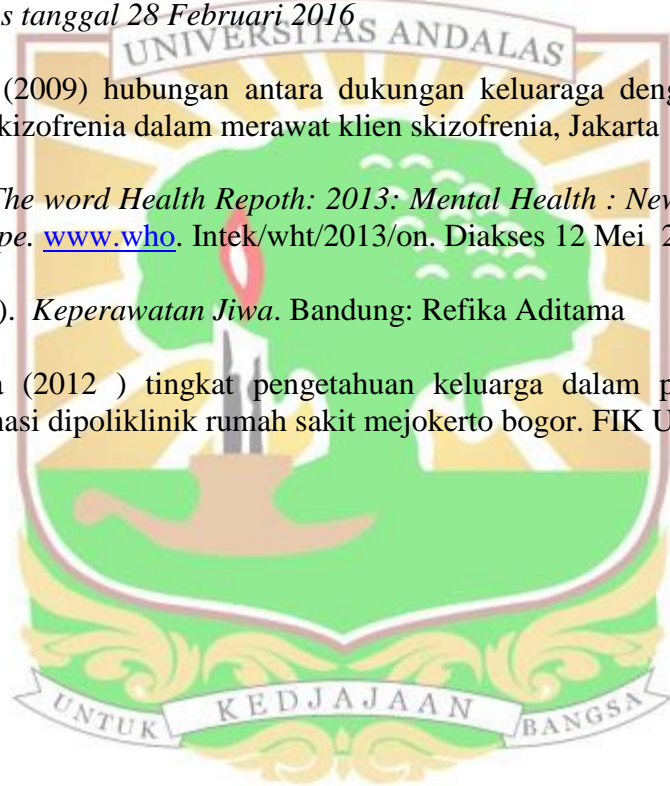 s tanggal 28 Februari 2016
UNIVERSITAS ANDALAS
(2009) hubungan antara dukungan keluaraga deng
kizofrenia dalam merawat klien skizofrenia, Jakarta
The word Health Repoth: 2013: Mental Health : New
pe. www.who. Intek/wht/2013/on. Diakses 12 Mei 2
). Keperawatan Jiwa. Bandung: Refika Aditama
a (2012 ) tingkat pengetahuan keluarga dalam p
nasi dipoliklinik rumah sakit mejokerto bogor. FIK U
UNTUK KEDJAJAAN BANGSA